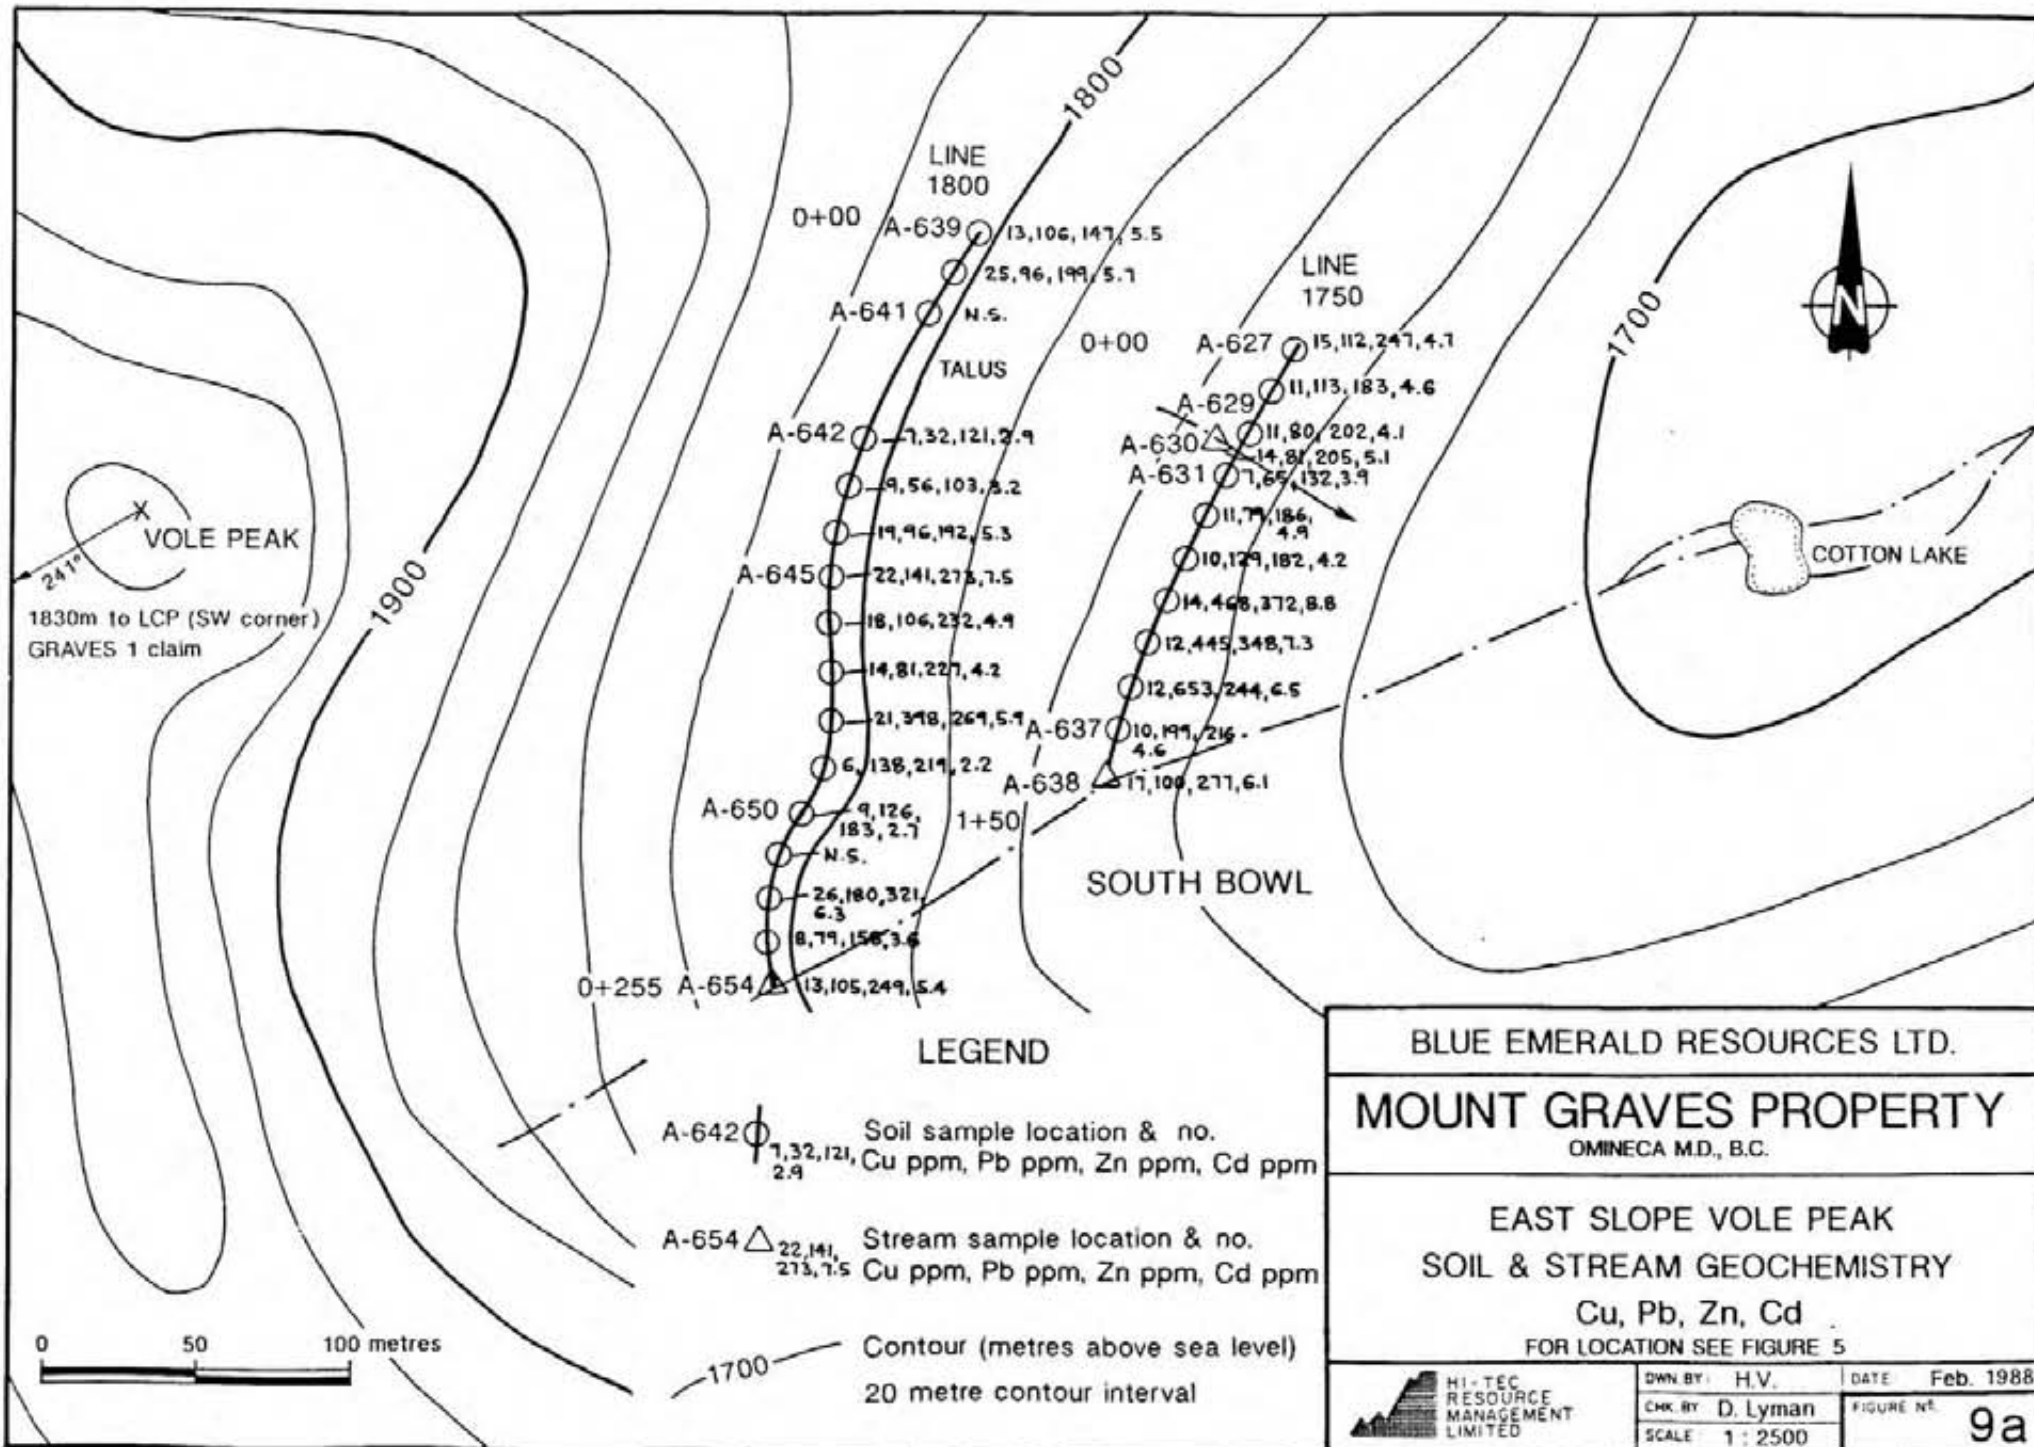 1800
LINE
1800
0+00
A-639
13,106,147,5.5
25,96,199,5.7
A-641
N.S.
TALUS
LINE
1750
0+00
A-627
15,112,247,4.7
11,113,183,4.6
A-629
11,80,202,4.1
A-630
14,81,205,5.1
A-631
7,65,132,3.9
11,79,186,
4.9
10,129,182,4.2
14,468,372,8.8
12,445,348,7.3
12,653,244,6.5
A-637
10,199,216
4.6
A-638
17,100,277,6.1
1+50
A-642
7,32,121,2.9
9,56,103,3.2
19,96,192,5.3
A-645
22,141,273,7.5
18,106,232,4.9
14,81,227,4.2
21,398,269,5.9
6,138,219,2.2
A-650
9,126,
183,2.7
N.S.
26,180,321,
6.3
8,79,158,3.6
0+255
A-654
13,105,249,5.4
SOUTH BOWL
1700
N
COTTON LAKE
VOLE PEAK
241°
1830m to LCP (SW corner)
GRAVES 1 claim
1900
LEGEND
A-642
7,32,121,
2.9
Soil sample location & no.
Cu ppm, Pb ppm, Zn ppm, Cd ppm
A-654
22,141,
273,7.5
Stream sample location & no.
Cu ppm, Pb ppm, Zn ppm, Cd ppm
1700
Contour (metres above sea level)
20 metre contour interval
0 50 100 metres
BLUE EMERALD RESOURCES LTD.
MOUNT GRAVES PROPERTY
OMINECA M.D., B.C.
EAST SLOPE VOLE PEAK
SOIL & STREAM GEOCHEMISTRY
Cu, Pb, Zn, Cd
FOR LOCATION SEE FIGURE 5
HI-TEC
RESOURCE
MANAGEMENT
LIMITED
DWN. BY: H.V.
CHK. BY D. Lyman
SCALE 1 : 2500
DATE: Feb. 1988
FIGURE Nº.
9a